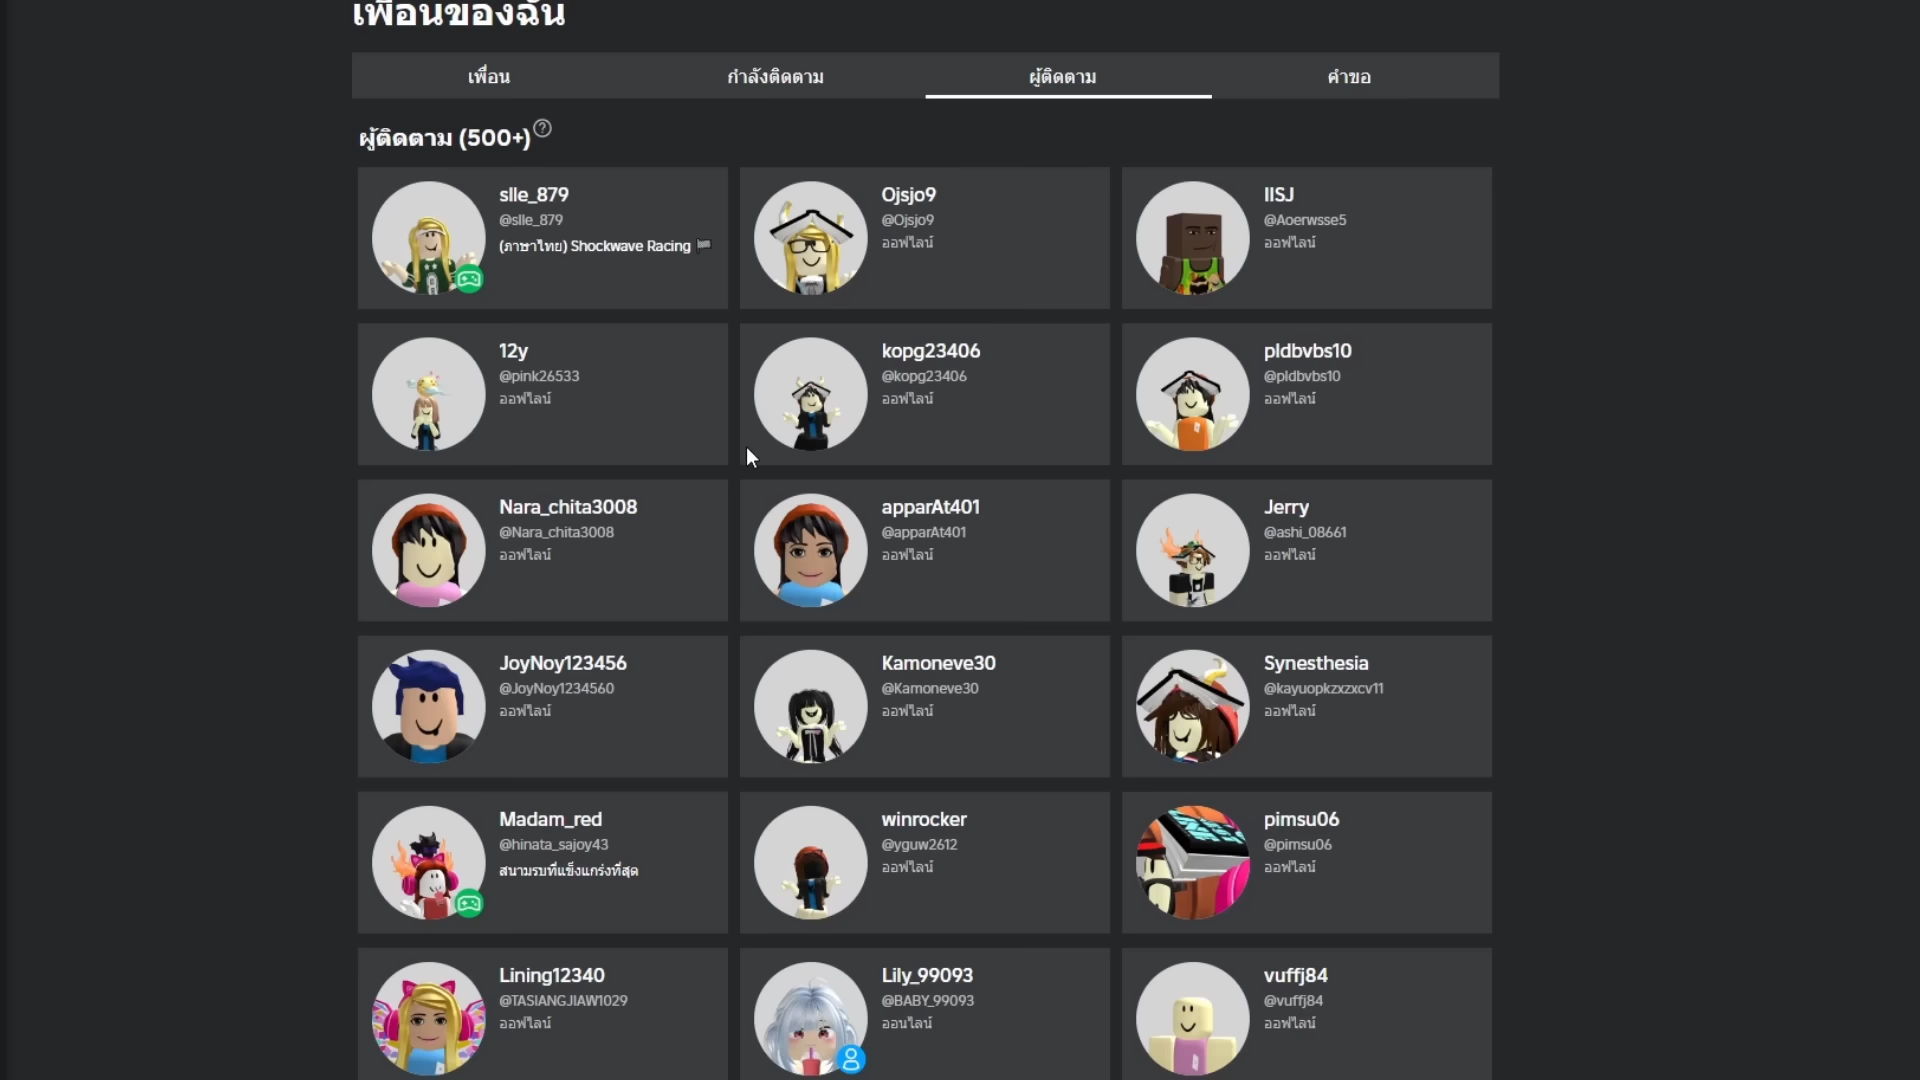 เพื่อนของฉัน
เพื่อน
กำลังติดตาม
ผู้ติดตาม
คำขอ
ผู้ติดตาม (500+)
slle_879
@slle_879
(ภาษาไทย) Shockwave Racing
Ojsjo9
@Ojsjo9
ออฟไลน์
IISJ
@Aoerwsse5
ออฟไลน์
12y
@pink26533
ออฟไลน์
kopg23406
@kopg23406
ออฟไลน์
pldbvbs10
@pldbvbs10
ออฟไลน์
Nara_chita3008
@Nara_chita3008
ออฟไลน์
apparAt401
@apparAt401
ออฟไลน์
Jerry
@ashi_08661
ออฟไลน์
JoyNoy123456
@JoyNoy1234560
ออฟไลน์
Kamoneve30
@Kamoneve30
ออฟไลน์
Synesthesia
@kayuopkzxzxcv11
ออฟไลน์
Madam_red
@hinata_sajoy43
สนามรบที่แข็งแกร่งที่สุด
winrocker
@yguw2612
ออฟไลน์
pimsu06
@pimsu06
ออฟไลน์
Lining12340
@TASIANGJIAW1029
ออฟไลน์
Lily_99093
@BABY_99093
ออนไลน์
vuffj84
@vuffj84
ออฟไลน์